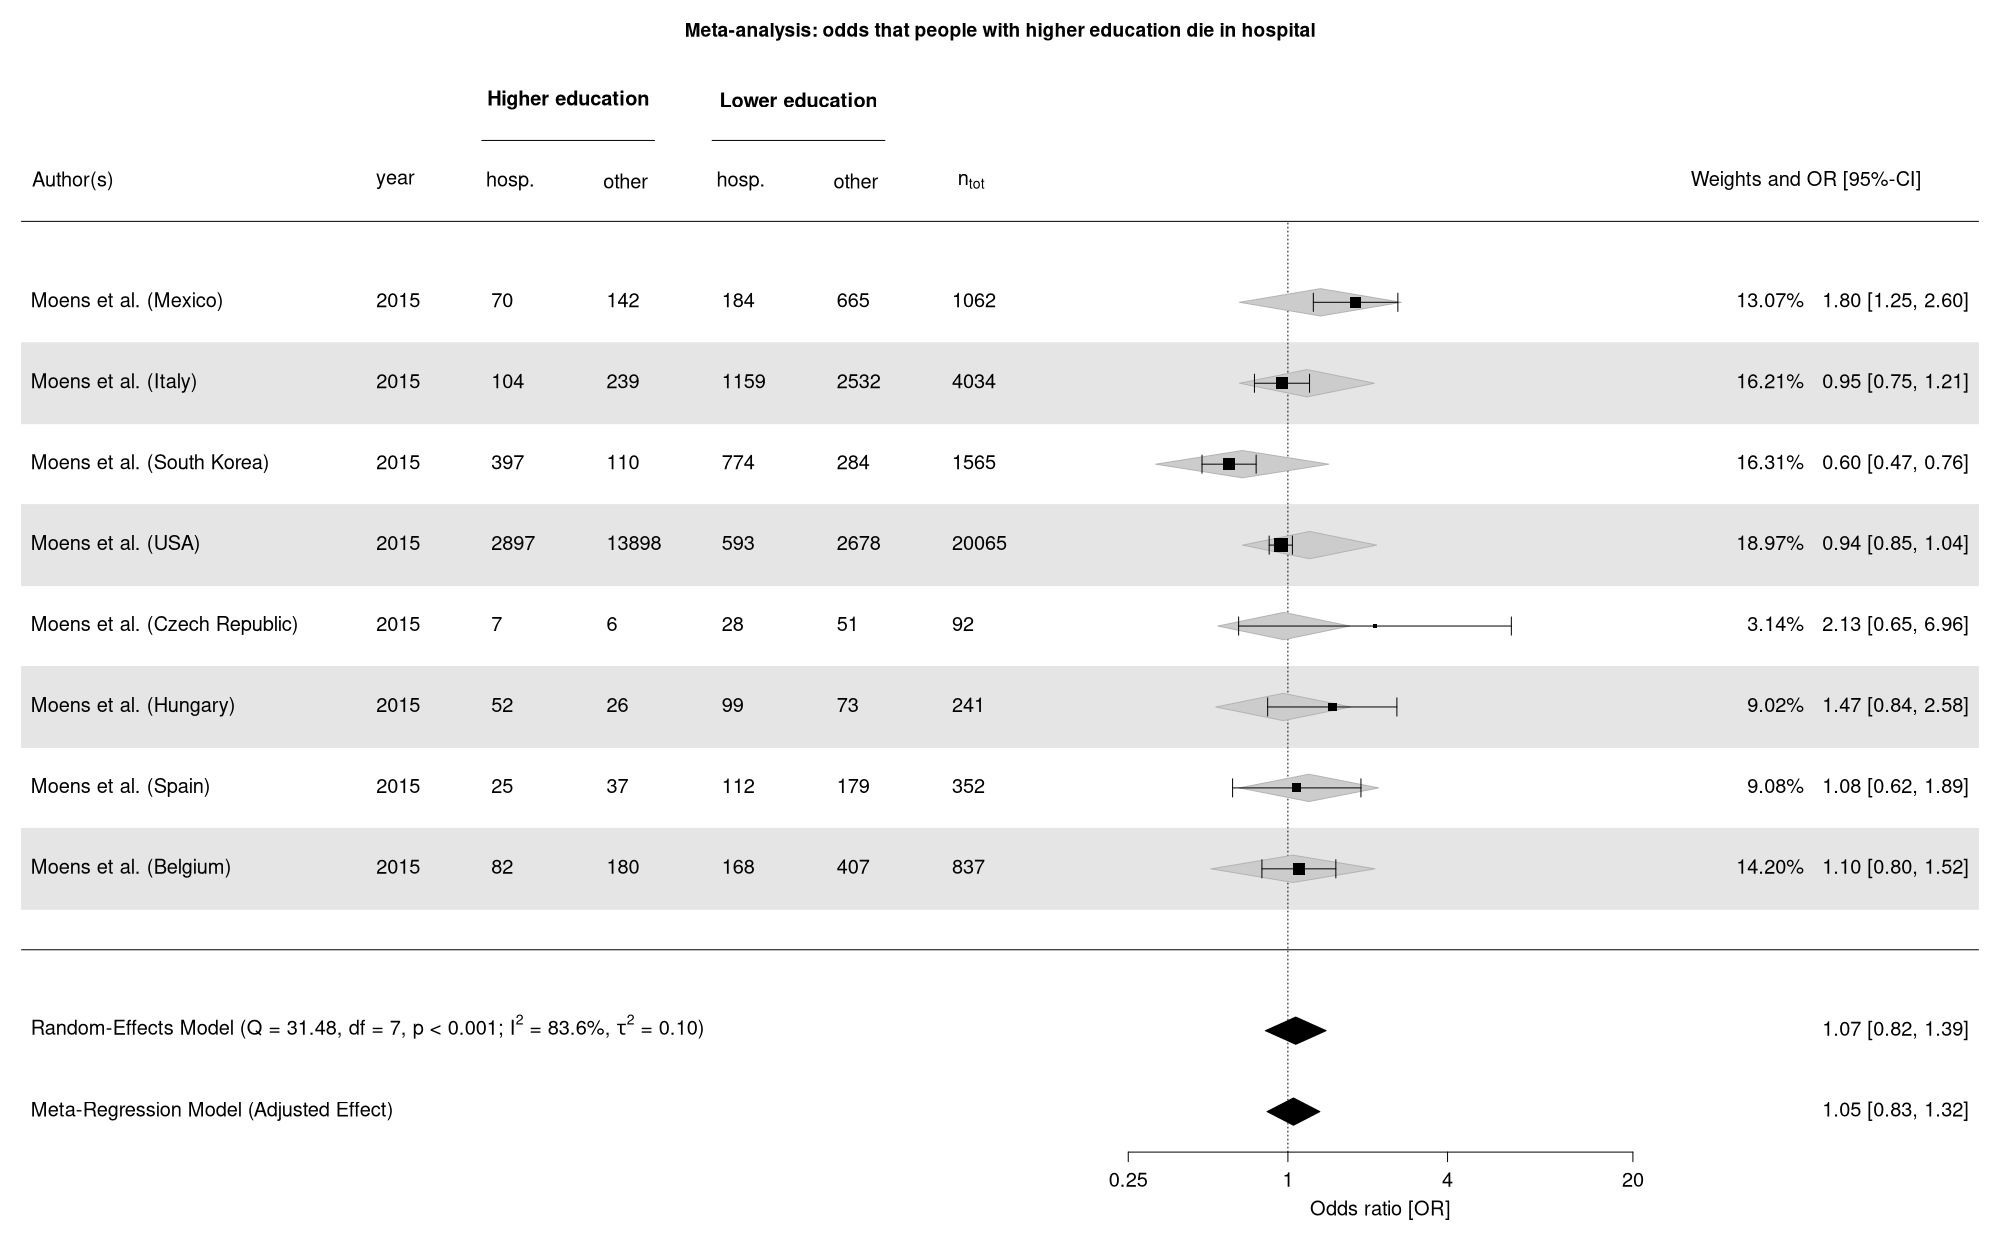 Meta-analysis: odds that people with higher education die in hospital
Higher education Lower education
Author(s) year hosp. other hosp. other n_tot Weights and OR [95%-CI]
Moens et al. (Mexico) 2015 70 142 184 665 1062 13.07% 1.80 [1.25, 2.60]
Moens et al. (Italy) 2015 104 239 1159 2532 4034 16.21% 0.95 [0.75, 1.21]
Moens et al. (South Korea) 2015 397 110 774 284 1565 16.31% 0.60 [0.47, 0.76]
Moens et al. (USA) 2015 2897 13898 593 2678 20065 18.97% 0.94 [0.85, 1.04]
Moens et al. (Czech Republic) 2015 7 6 28 51 92 3.14% 2.13 [0.65, 6.96]
Moens et al. (Hungary) 2015 52 26 99 73 241 9.02% 1.47 [0.84, 2.58]
Moens et al. (Spain) 2015 25 37 112 179 352 9.08% 1.08 [0.62, 1.89]
Moens et al. (Belgium) 2015 82 180 168 407 837 14.20% 1.10 [0.80, 1.52]
Random-Effects Model (Q = 31.48, df = 7, p < 0.001; I² = 83.6%, τ² = 0.10) 1.07 [0.82, 1.39]
Meta-Regression Model (Adjusted Effect) 1.05 [0.83, 1.32]
0.25 1 4 20
Odds ratio [OR]